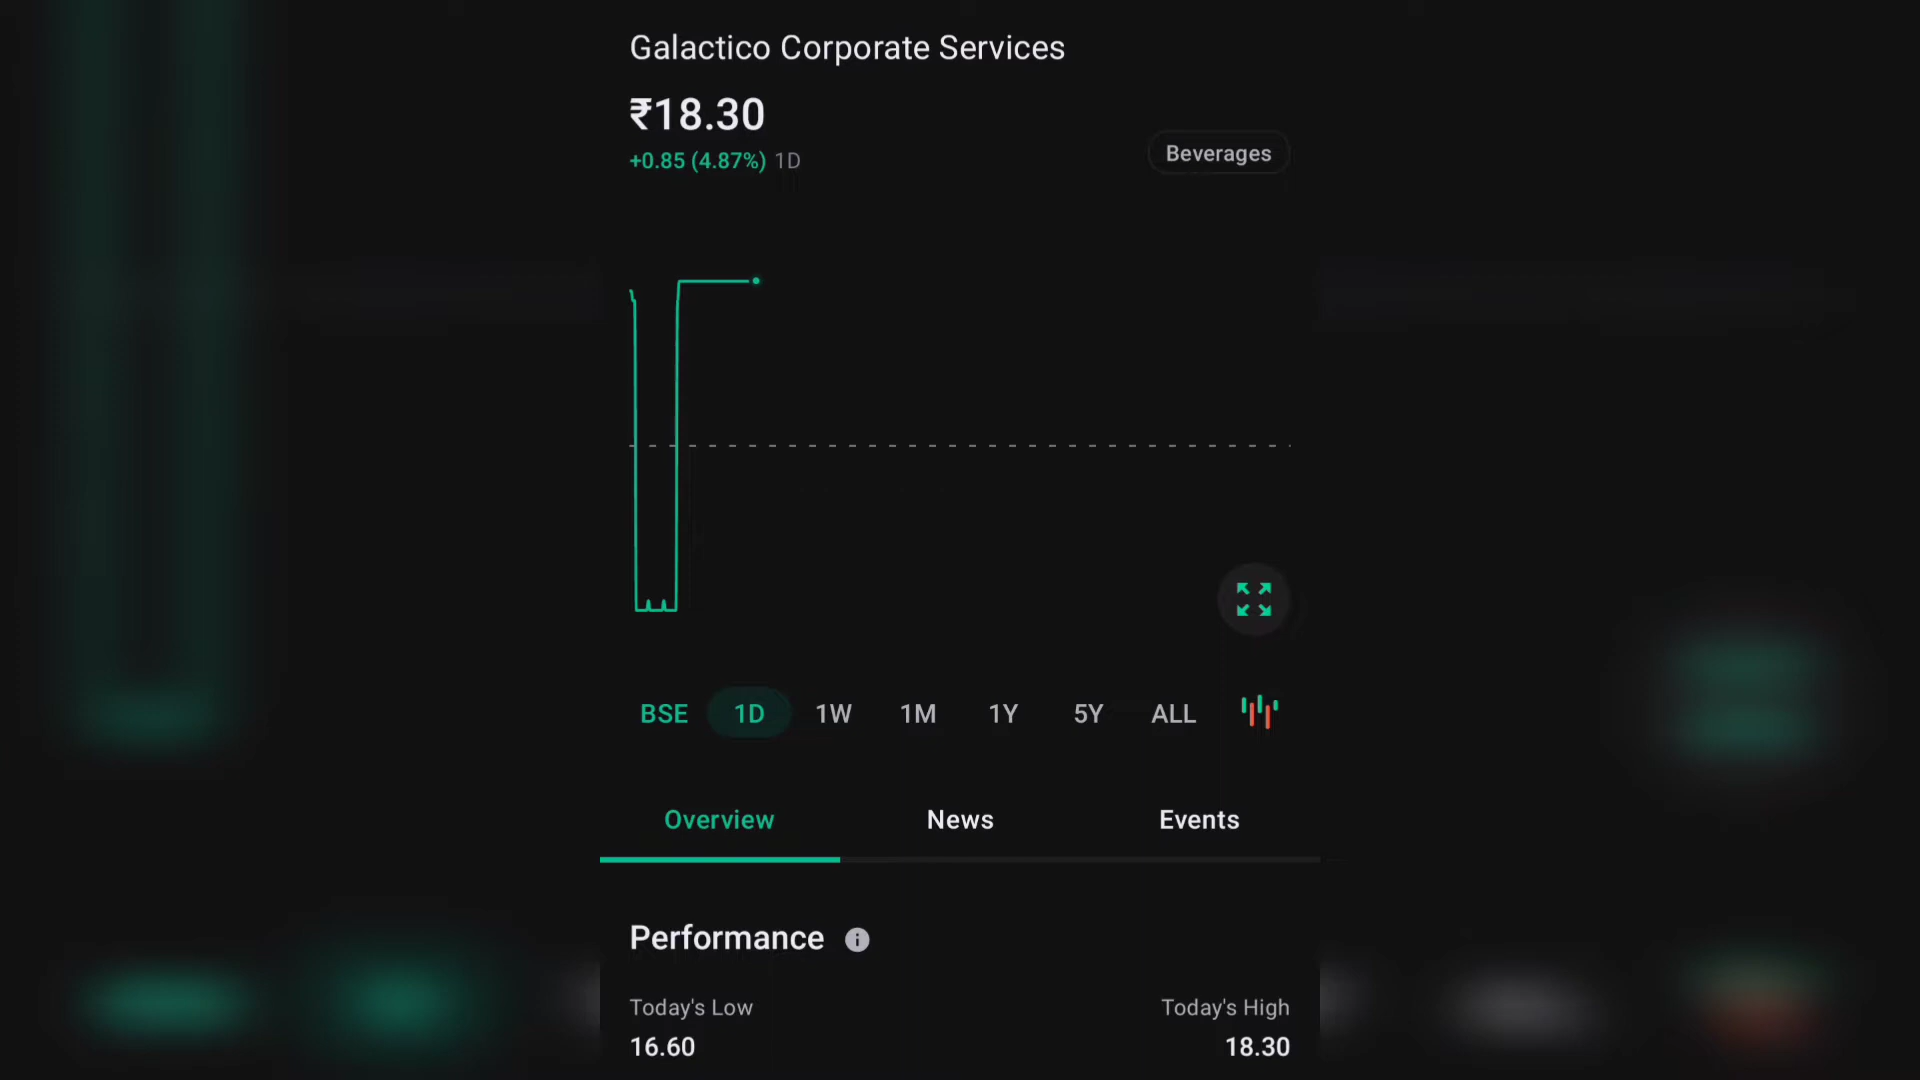 Galactico Corporate Services
₹18.30
+0.85 (4.87%) 1D
Beverages
BSE 1D 1W 1M 1Y 5Y ALL
Overview News Events
Performance
Today's Low Today's High
16.60 18.30